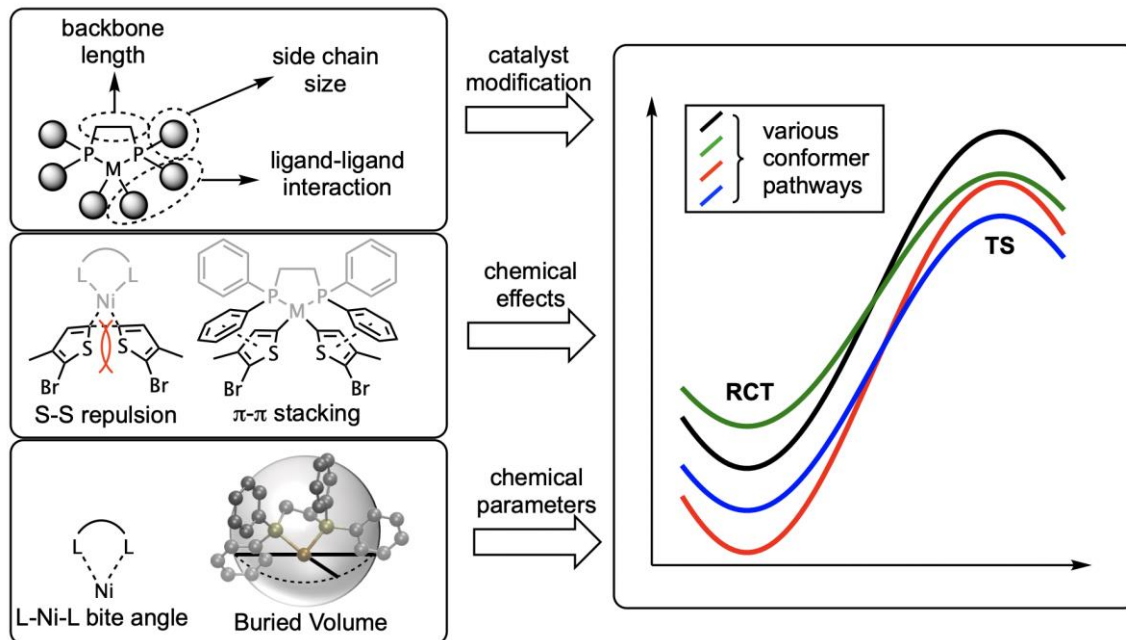 backbone
length
side chain
size
P
P
M
ligand-ligand
interaction
catalyst
modification
various
conformer
pathways
TS
RCT
L
L
Ni
S
S
Br
Br
S-S repulsion
P
P
M
S
S
Br
Br
π-π stacking
chemical
effects
L
L
Ni
L-Ni-L bite angle
Buried Volume
chemical
parameters